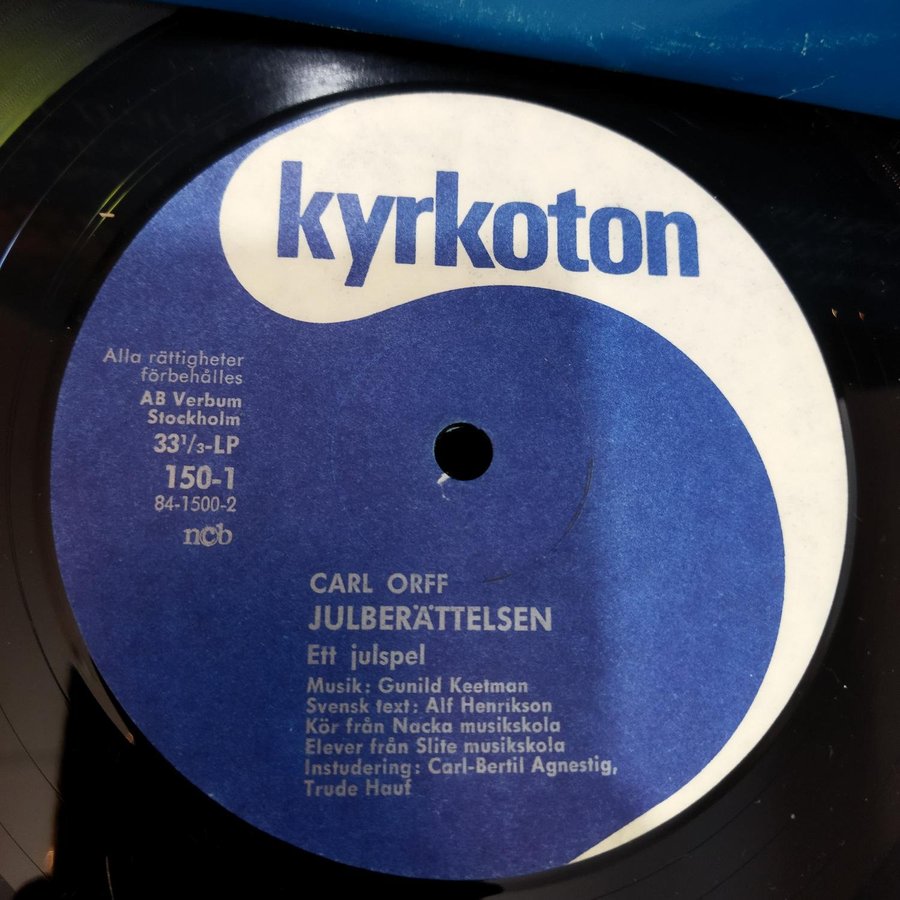 kyrkoton
Alla rättigheter
förbehålles
AB Verbum
Stockholm
33¹/₃-LP
150-1
84-1500-2
ncb
CARL ORFF
JULBERÄTTELSEN
Ett julspel
Musik: Gunild Keetman
Svensk text: Alf Henrikson
Kör från Nacka musikskola
Elever från Slite musikskola
Instudering: Carl-Bertil Agnestig,
Trude Hauf